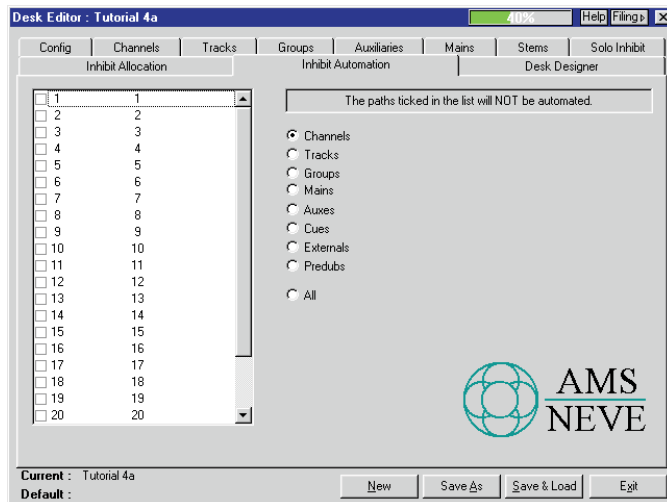 Desk Editor : Tutorial 4a 40% Help Filing
Config Channels Tracks Groups Auxiliaries Mains Stems Solo Inhibit
Inhibit Allocation Inhibit Automation Desk Designer
1 1
2 2
3 3
4 4
5 5
6 6
7 7
8 8
9 9
10 10
11 11
12 12
13 13
14 14
15 15
16 16
17 17
18 18
19 19
20 20
The paths ticked in the list will NOT be automated.
Channels
Tracks
Groups
Mains
Auxes
Cues
Externals
Predubs
All
AMS
NEVE
Current : Tutorial 4a
Default :
New Save As Save & Load Exit